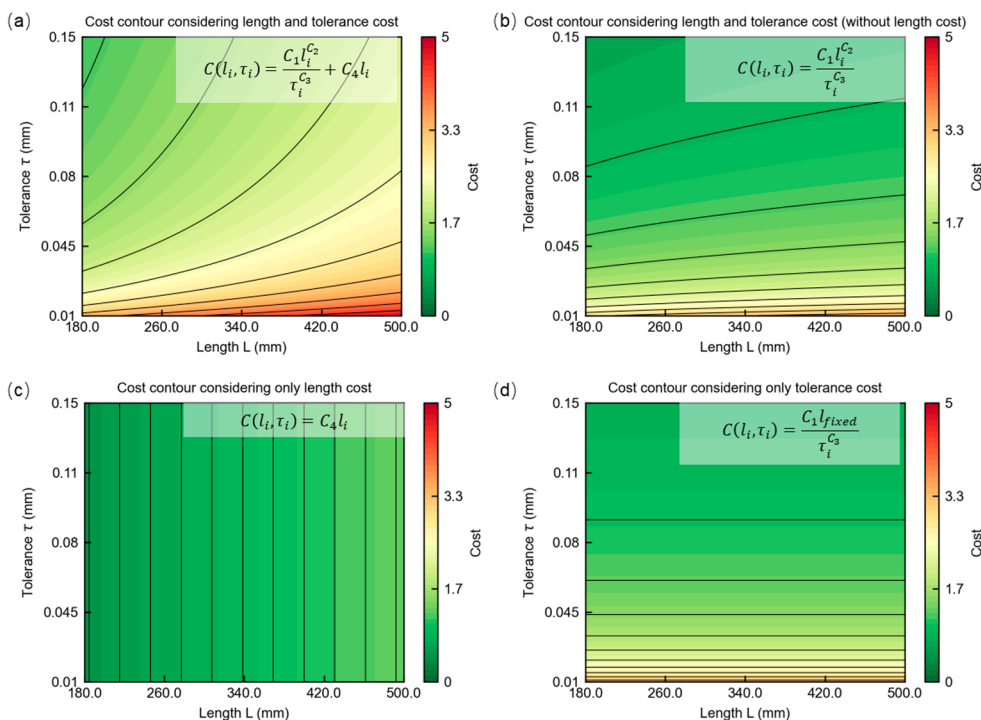 (a)
Cost contour considering length and tolerance cost
C(l_i, τ_i) = \frac{C_1 l_i^{C_2}}{τ_i^{C_3}} + C_4 l_i
Tolerance τ (mm)
0.15
0.11
0.08
0.045
0.01
180.0 260.0 340.0 420.0 500.0
Length L (mm)
5
3.3
1.7
0
Cost
(b)
Cost contour considering length and tolerance cost (without length cost)
C(l_i, τ_i) = \frac{C_1 l_i^{C_2}}{τ_i^{C_3}}
Tolerance τ (mm)
0.15
0.11
0.08
0.045
0.01
180.0 260.0 340.0 420.0 500.0
Length L (mm)
5
3.3
1.7
0
Cost
(c)
Cost contour considering only length cost
C(l_i, τ_i) = C_4 l_i
Tolerance τ (mm)
0.15
0.11
0.08
0.045
0.01
180.0 260.0 340.0 420.0 500.0
Length L (mm)
5
3.3
1.7
0
Cost
(d)
Cost contour considering only tolerance cost
C(l_i, τ_i) = \frac{C_1 l_{fixed}}{τ_i^{C_3}}
Tolerance τ (mm)
0.15
0.11
0.08
0.045
0.01
180.0 260.0 340.0 420.0 500.0
Length L (mm)
5
3.3
1.7
0
Cost